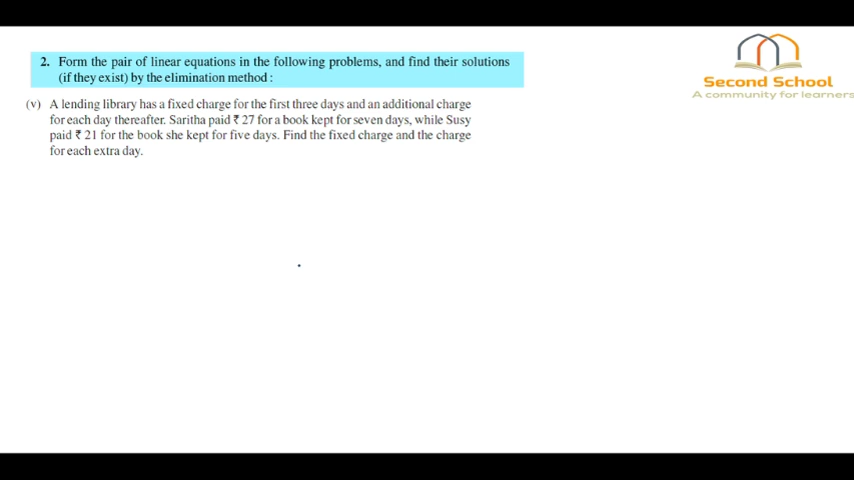 2. Form the pair of linear equations in the following problems, and find their solutions
(if they exist) by the elimination method :
(v) A lending library has a fixed charge for the first three days and an additional charge
for each day thereafter. Saritha paid ₹ 27 for a book kept for seven days, while Susy
paid ₹ 21 for the book she kept for five days. Find the fixed charge and the charge
for each extra day.
Second School
A community for learners